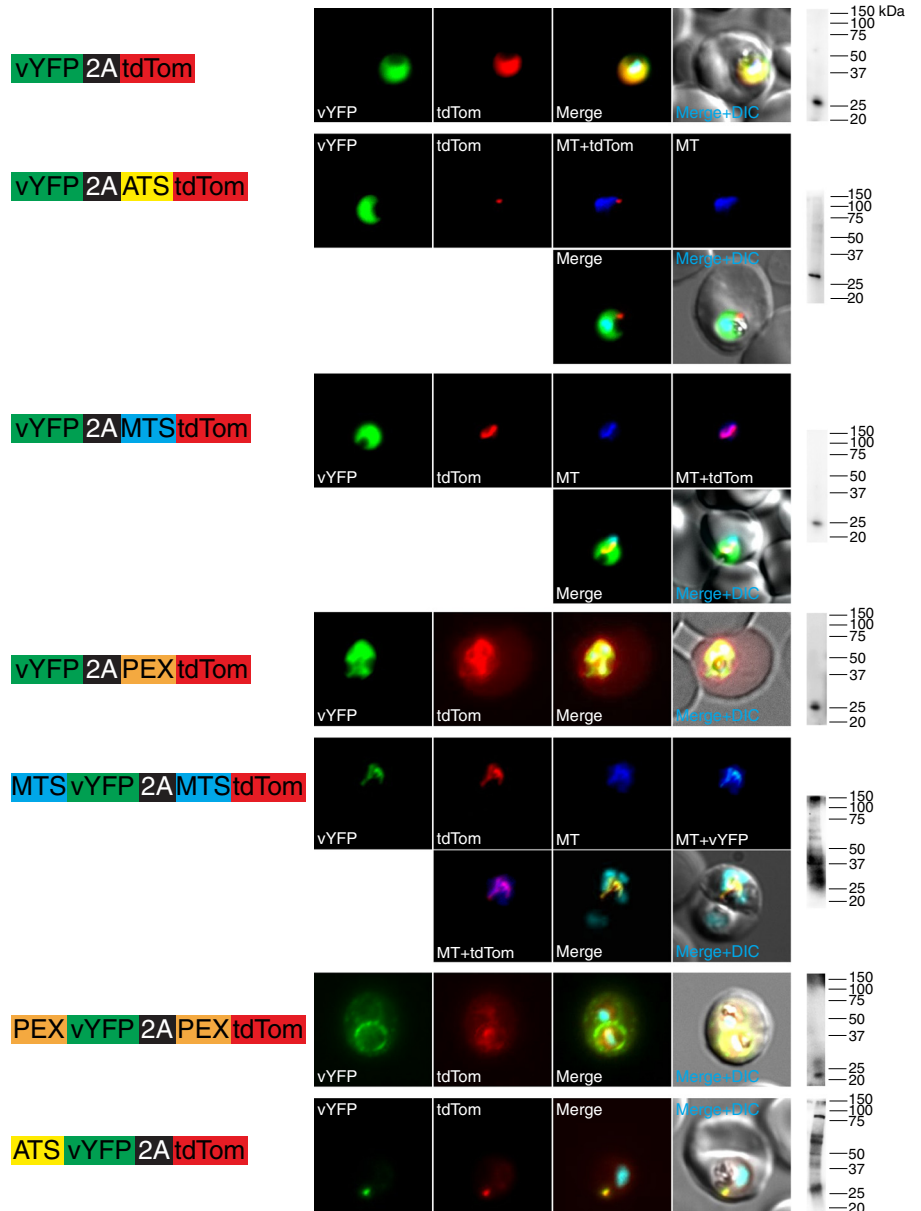 150 kDa
100
75
50
37
25
20
vYFP 2A tdTom
vYFP tdTom Merge Merge+DIC
vYFP tdTom MT+tdTom MT
vYFP 2A ATS tdTom
150
100
75
50
37
25
20
Merge Merge+DIC
vYFP 2A MTS tdTom
150
100
75
50
37
25
20
vYFP tdTom MT MT+tdTom
Merge Merge+DIC
vYFP 2A PEX tdTom
150
100
75
50
37
25
20
vYFP tdTom Merge Merge+DIC
MTS vYFP 2A MTS tdTom
vYFP tdTom MT MT+vYFP
150
100
75
50
37
25
20
MT+tdTom Merge Merge+DIC
PEX vYFP 2A PEX tdTom
150
100
75
50
37
25
20
vYFP tdTom Merge Merge+DIC
vYFP tdTom Merge Merge+DIC
ATS vYFP 2A tdTom
150
100
75
50
37
25
20